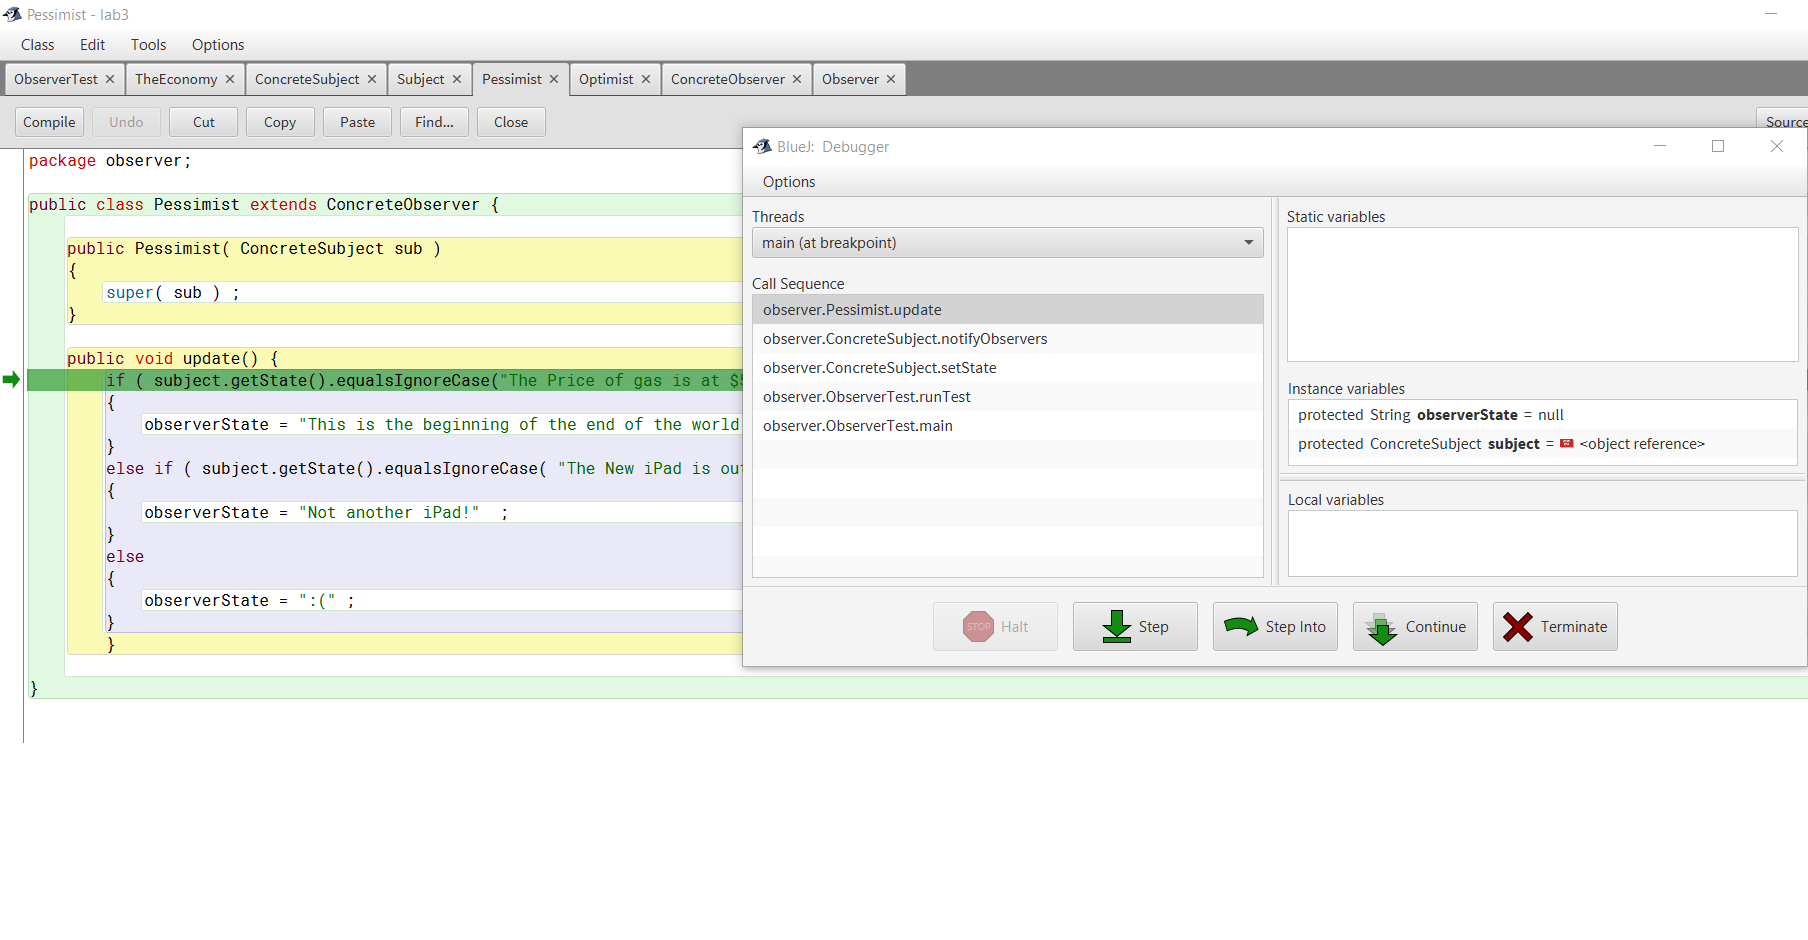 Pessimist - lab3
Class Edit Tools Options
ObserverTest TheEconomy ConcreteSubject Subject Pessimist Optimist ConcreteObserver Observer
Compile Undo Cut Copy Paste Find... Close Source
package observer;
public class Pessimist extends ConcreteObserver {
public Pessimist( ConcreteSubject sub )
{
super( sub ) ;
}
public void update() {
if ( subject.getState().equalsIgnoreCase("The Price of gas is at $
{
observerState = "This is the beginning of the end of the world
}
else if ( subject.getState().equalsIgnoreCase( "The New iPad is out
{
observerState = "Not another iPad!"  ;
}
else
{
observerState = ":(" ;
}
}
}
BlueJ: Debugger
Options
Threads
main (at breakpoint)
Call Sequence
observer.Pessimist.update
observer.ConcreteSubject.notifyObservers
observer.ConcreteSubject.setState
observer.ObserverTest.runTest
observer.ObserverTest.main
Static variables
Instance variables
protected String observerState = null
protected ConcreteSubject subject = <object reference>
Local variables
STOP Halt Step Step Into Continue Terminate